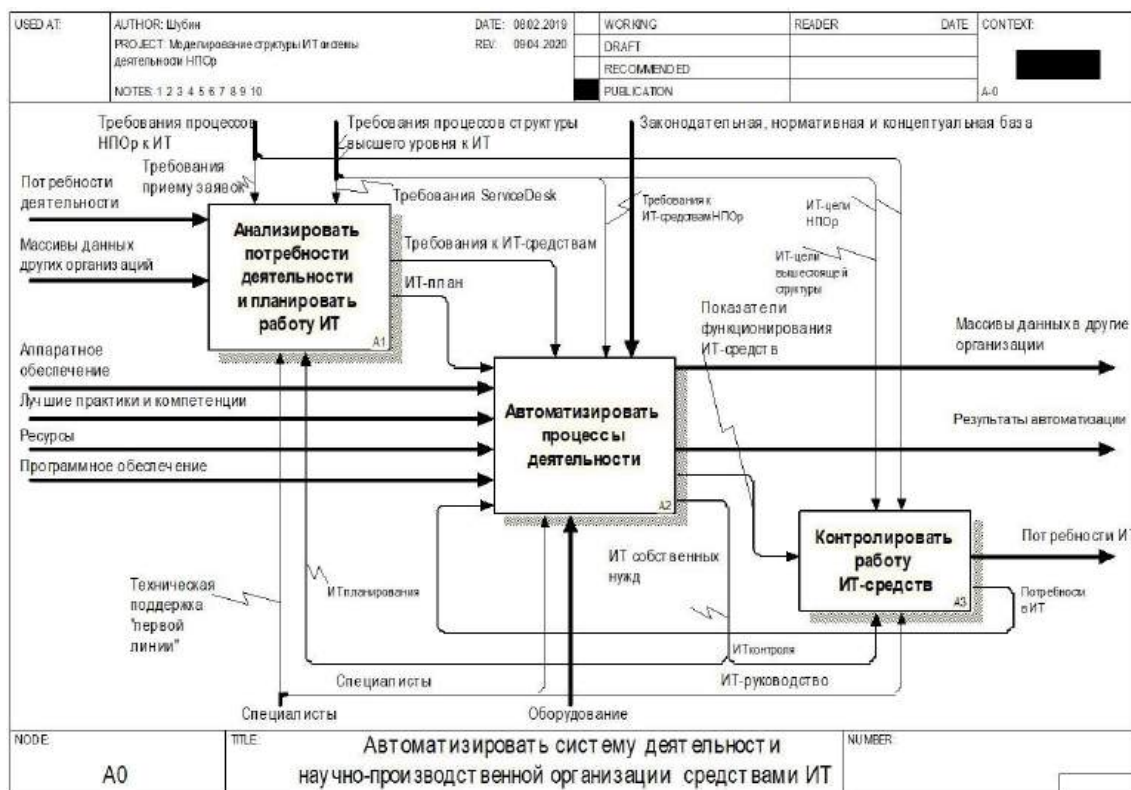 USED AT:
AUTHOR: Шубин
DATE: 08.02.2019
REV: 09.04.2020
PROJECT: Моделирование структуры ИТ системы
деятельности НПОр
NOTES: 1 2 3 4 5 6 7 8 9 10
WORKING
DRAFT
RECOMMENDED
PUBLICATION
READER
DATE
CONTEXT:
A-0
Требования процессов
НПОр к ИТ
Требования процессов структуры
высшего уровня к ИТ
Законодательная, нормативная и концептуальная база
Требования
приему заявок
Требования ServiceDesk
Потребности
деятельности
Массивы данных
других организаций
Анализировать
потребности
деятельности
и планировать
работу ИТ
A1
Требования к ИТ-средствам
ИТ-план
Требования к
ИТ-средствам НПОр
ИТ-цели
НПОр
ИТ-цели
вышестоящей
структуры
Показатели
функционирования
ИТ-средств
Аппаратное
обеспечение
Лучшие практики и компетенции
Ресурсы
Программное обеспечение
Автоматизировать
процессы
деятельности
A2
Массивы данных в другие
организации
Результаты автоматизации
Контролировать
работу
ИТ-средств
A3
Потребности ИТ
Потребности
в ИТ
ИТ собственных
нужд
Техническая
поддержка
"первой
линии"
ИТ планирования
ИТ контроля
Специалисты
ИТ-руководство
Специалисты
Оборудование
NODE:
A0
TITLE:
Автоматизировать систему деятельности
научно-производственной организации средствами ИТ
NUMBER: